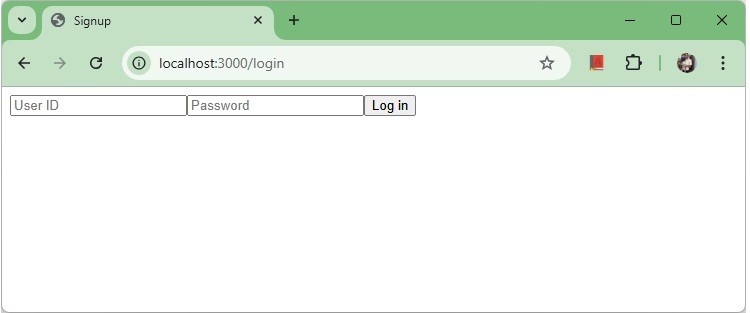 Signup
localhost:3000/login
User ID Password Log in